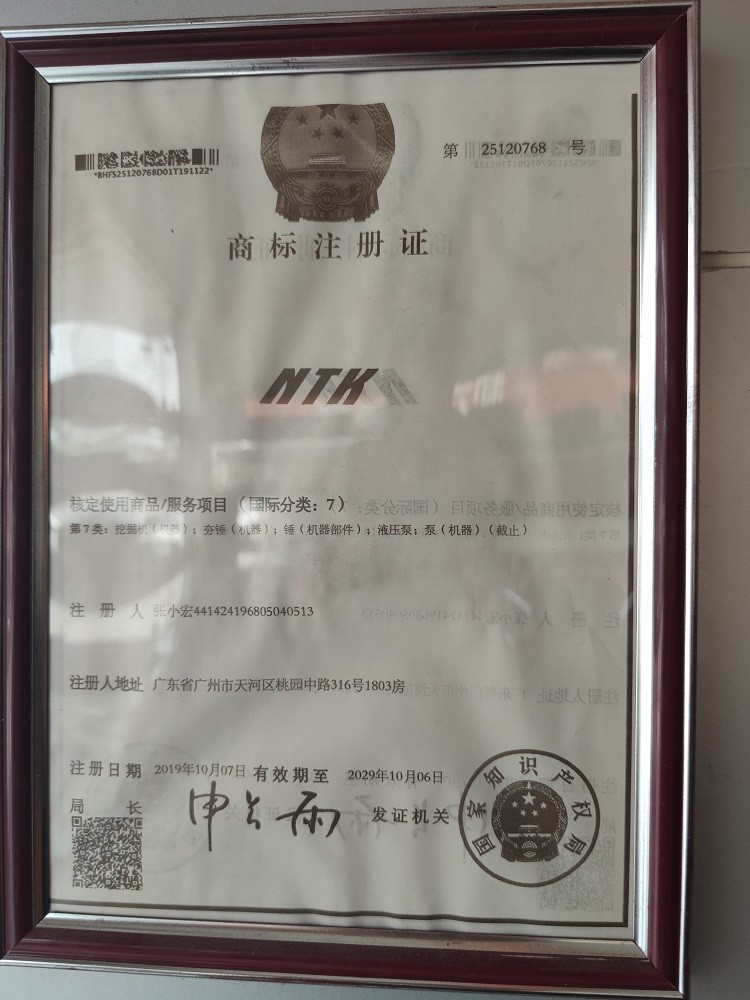 *BHFS25120768D01T191122*
第 25120768 号
商标注册证
NTK
核定使用商品/服务项目（国际分类：7）
第7类：挖掘机（机器）；夯锤（机器）；锤（机器部件）；液压泵；泵（机器）（截止）
注册人 张小宏441424196805040513
注册人地址 广东省广州市天河区桃园中路316号1803房
注册日期 2019年10月07日 有效期至 2029年10月06日
局长 申长雨 发证机关
国家知识产权局